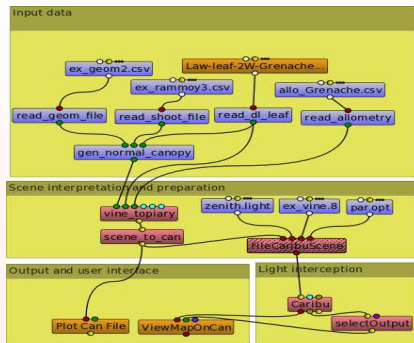 Input data
ex_geom2.csv
Law-leaf-2W-Grenache...
ex_rammoy3.csv
allo_Grenache.csv
read_geom_file
read_shoot_file
read_dl_leaf
read_allometry
gen_normal_canopy
Scene interpretation and preparation
vine_topiary
zenith.light
ex_vine.8
par.opt
scene_to_can
FileCaribuScene
Output and user interface
Light interception
Caribu
Plot Can File
ViewMapOnCan
selectOutput